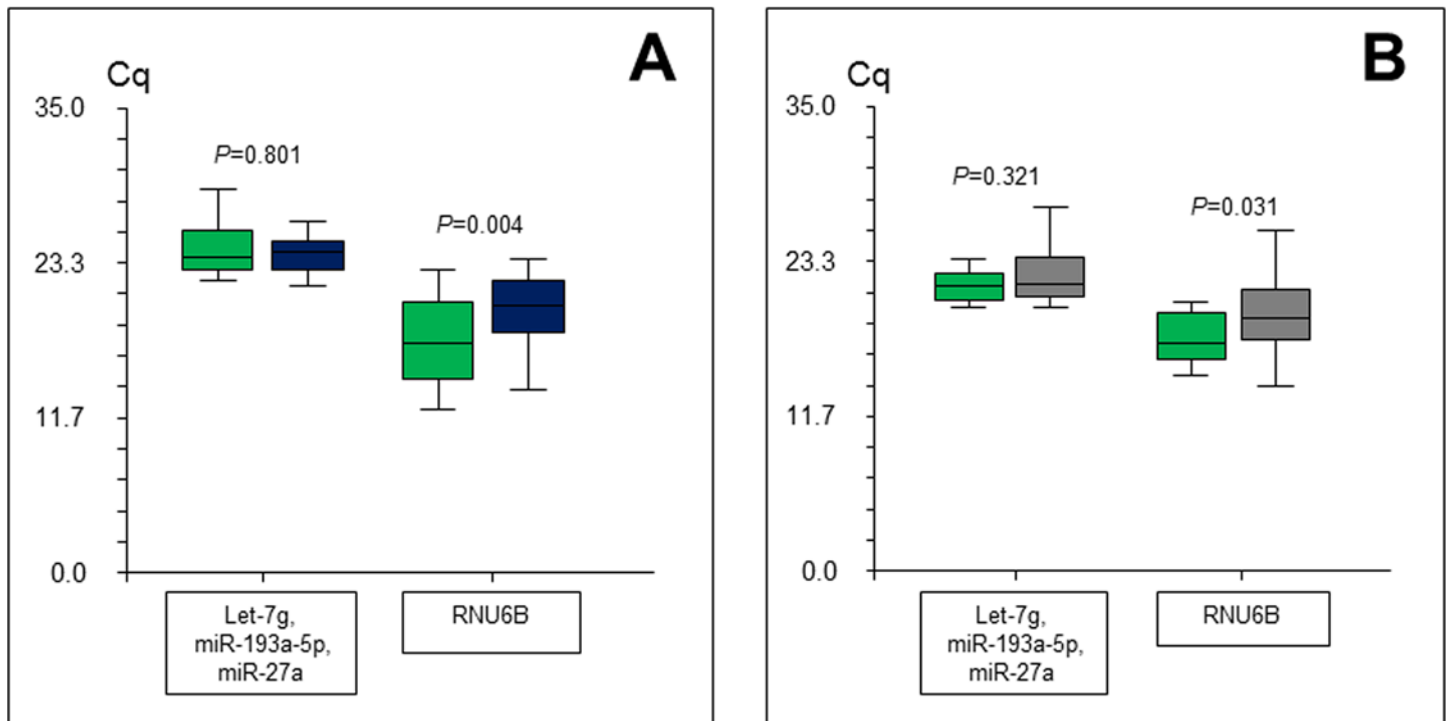 A
Cq
35.0
P=0.801
P=0.004
23.3
11.7
0.0
Let-7g,
miR-193a-5p,
miR-27a
RNU6B
B
Cq
35.0
P=0.321
P=0.031
23.3
11.7
0.0
Let-7g,
miR-193a-5p,
miR-27a
RNU6B